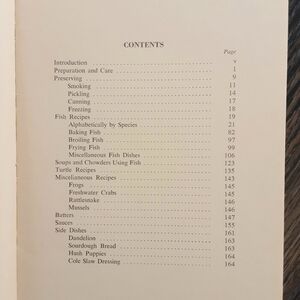 CONTENTS
Page
Introduction v
Preparation and Care 1
Preserving 9
Smoking 11
Pickling 14
Canning 17
Freezing 18
Fish Recipes 19
Alphabetically by Species 21
Baking Fish 82
Broiling Fish 97
Frying Fish 99
Miscellaneous Fish Dishes 106
Soups and Chowders Using Fish 123
Turtle Recipes 135
Miscellaneous Recipes 143
Frogs 145
Freshwater Crabs 145
Rattlesnake 145
Mussels 146
Batters 147
Sauces 155
Side Dishes 161
Dandelion 163
Sourdough Bread 163
Hush Puppies 164
Cole Slaw Dressing 164